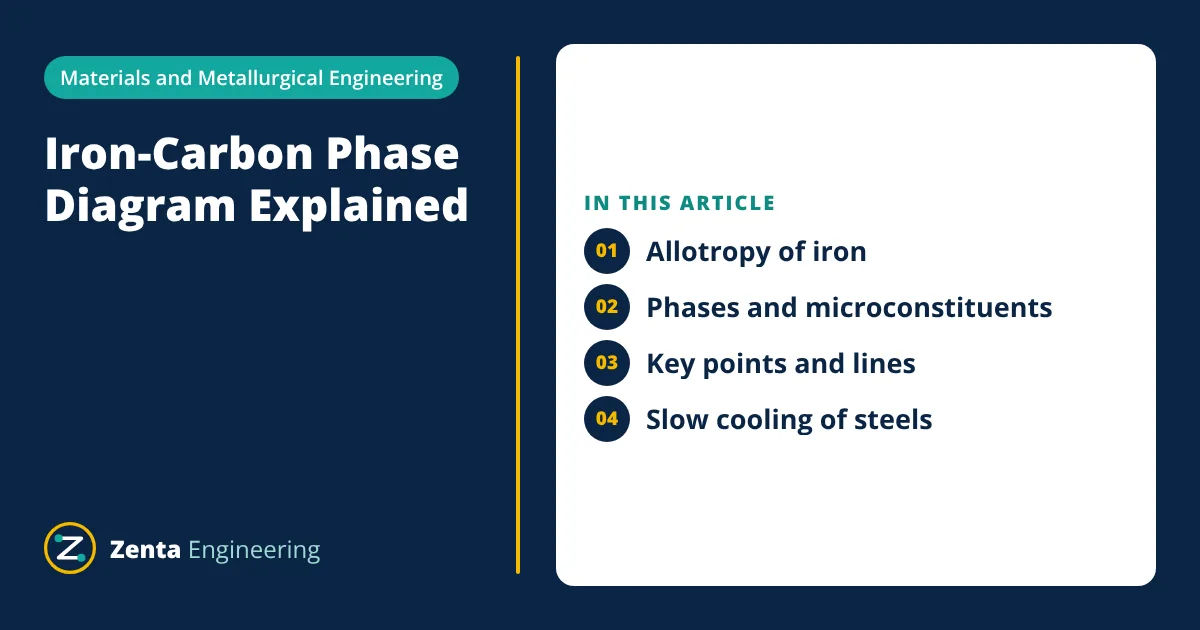 Materials and Metallurgical Engineering
Iron-Carbon Phase
Diagram Explained
Zenta Engineering
IN THIS ARTICLE
01 Allotropy of iron
02 Phases and microconstituents
03 Key points and lines
04 Slow cooling of steels